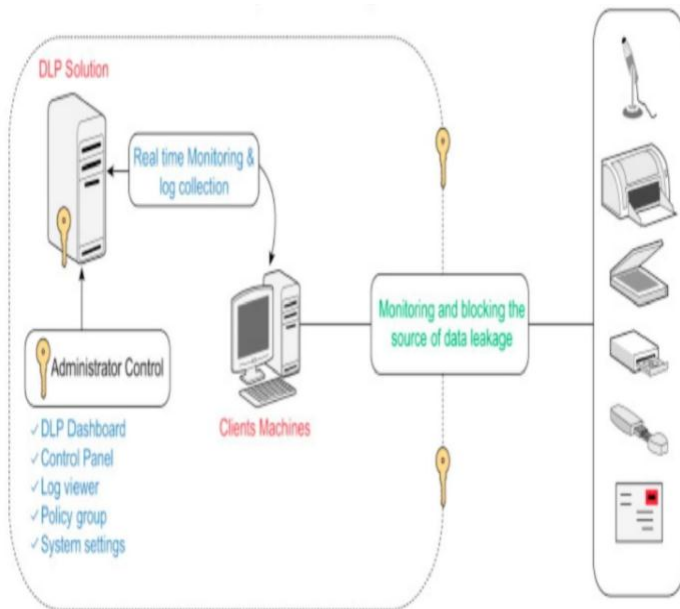 DLP Solution
Real time Monitoring &
log collection
Monitoring and blocking the
source of data leakage
Administrator Control
Clients Machines
✓DLP Dashboard
✓Control Panel
✓Log viewer
✓Policy group
✓System settings